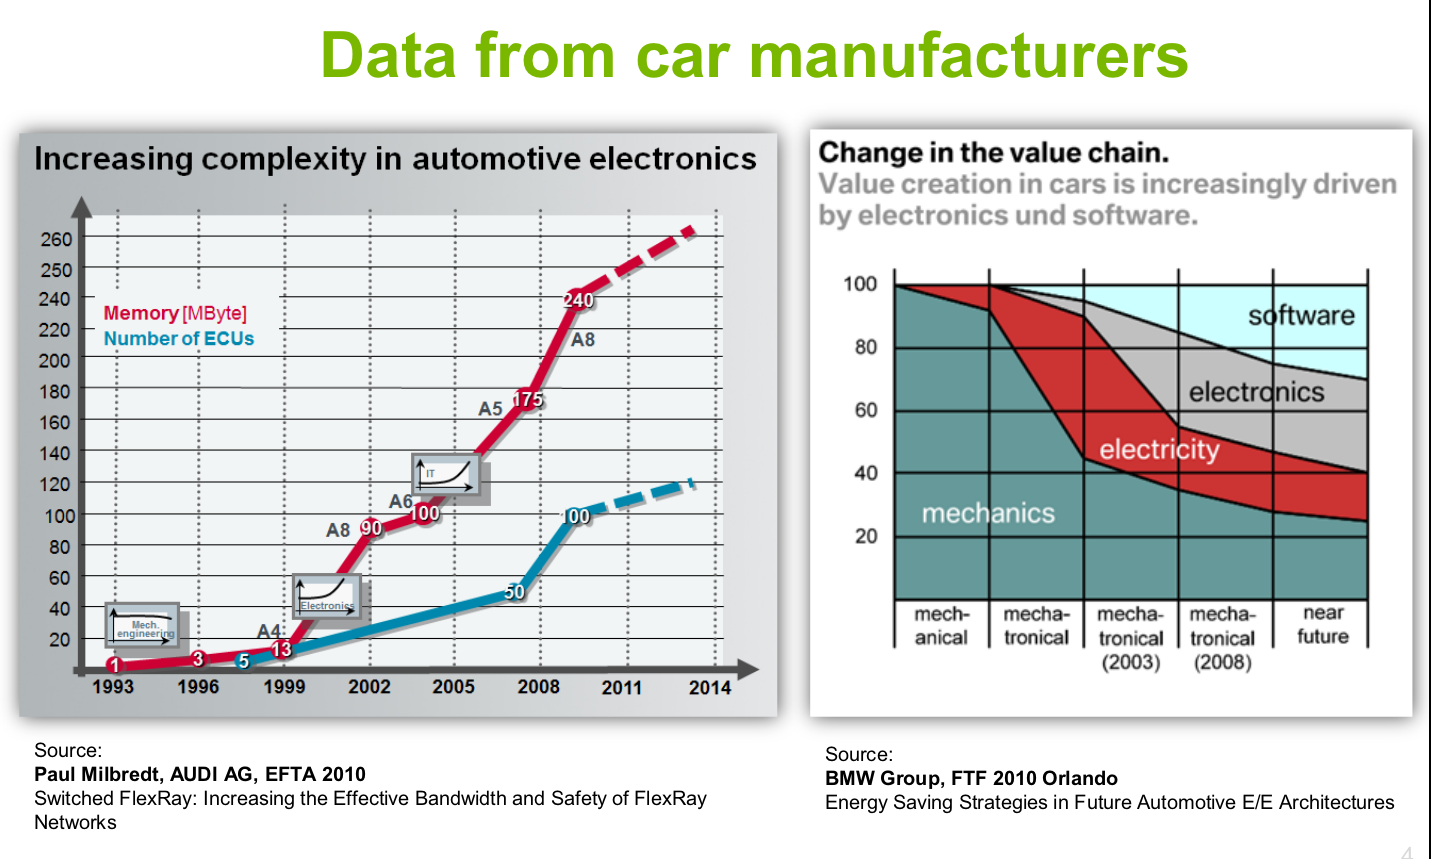 Data from car manufacturers
Increasing complexity in automotive electronics
260
250
240
220
200
180
160
140
120
100
80
60
40
20
Memory [MByte]
Number of ECUs
240
A8
A5
175
IT
A6
100
A8
90
100
50
Electronics
Mech.
engineering
A4
13
1
3
5
1993
1996
1999
2002
2005
2008
2011
2014
Source:
Paul Milbredt, AUDI AG, EFTA 2010
Switched FlexRay: Increasing the Effective Bandwidth and Safety of FlexRay
Networks
Change in the value chain.
Value creation in cars is increasingly driven
by electronics und software.
100
80
60
40
20
software
electronics
electricity
mechanics
mech-
anical
mecha-
tronical
mecha-
tronical
(2003)
mecha-
tronical
(2008)
near
future
Source:
BMW Group, FTF 2010 Orlando
Energy Saving Strategies in Future Automotive E/E Architectures
4